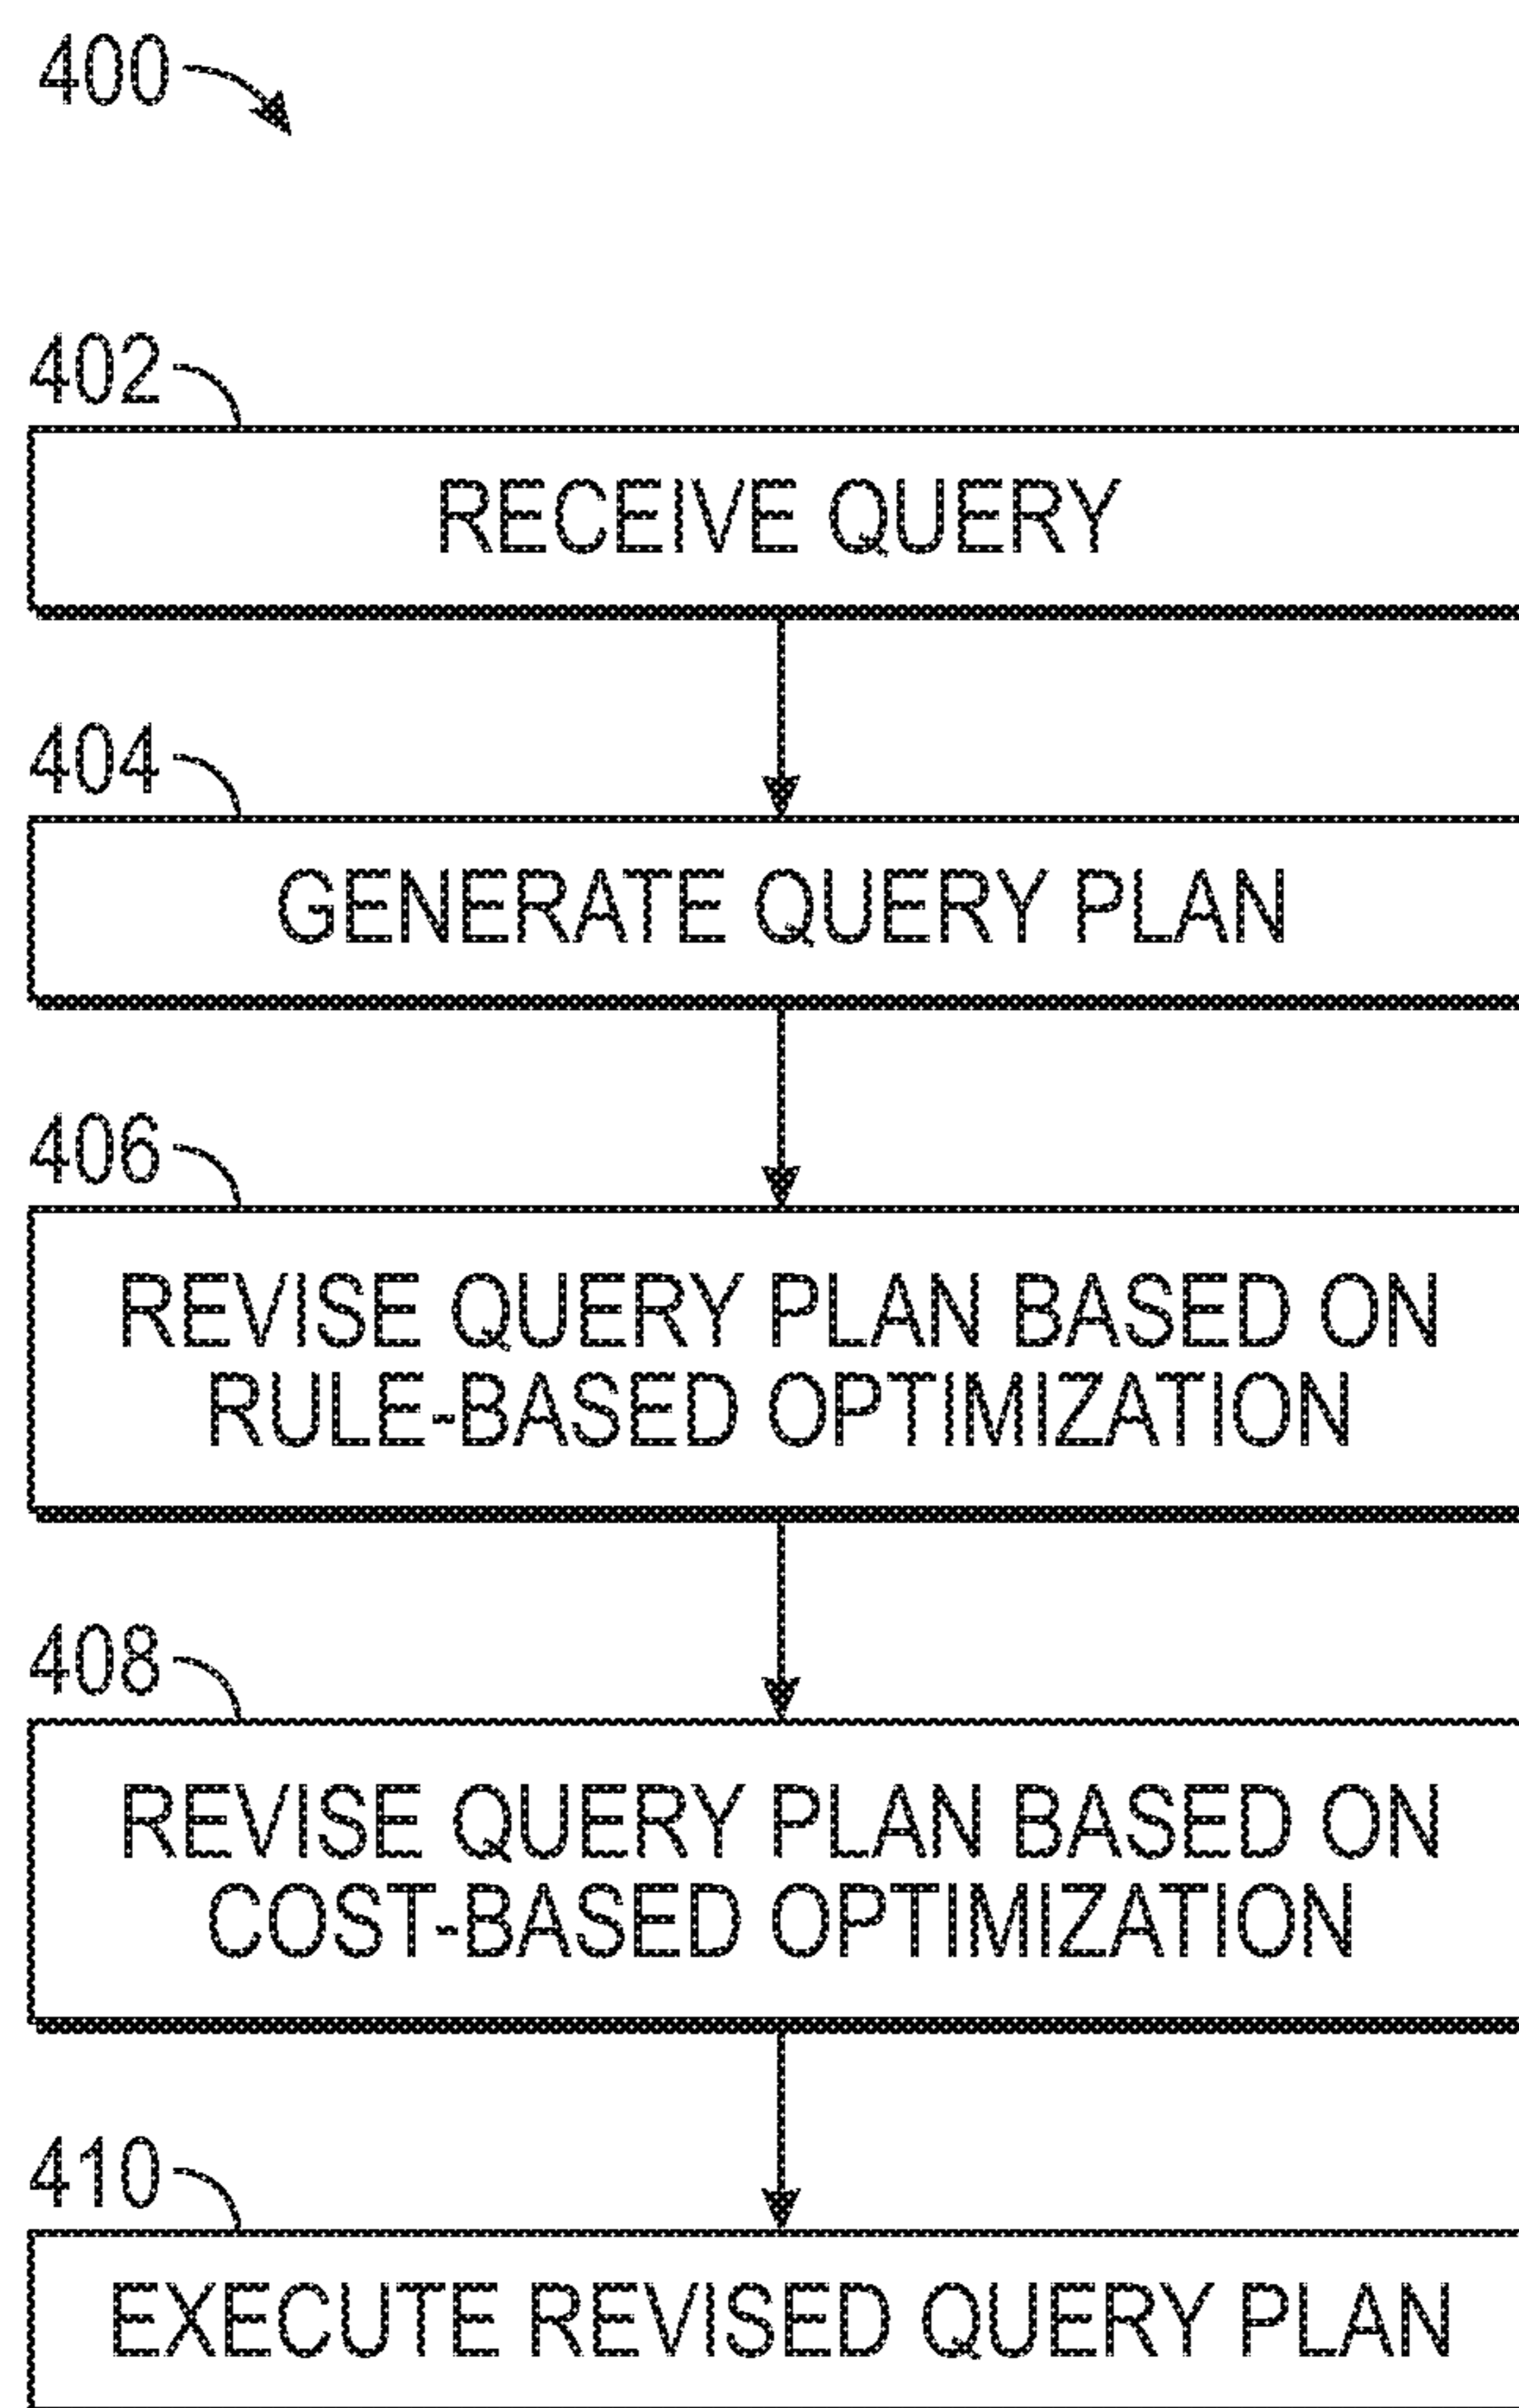 400
402
RECEIVE QUERY
404
GENERATE QUERY PLAN
406
REVISE QUERY PLAN BASED ON
RULE-BASED OPTIMIZATION
408
REVISE QUERY PLAN BASED ON
COST-BASED OPTIMIZATION
410
EXECUTE REVISED QUERY PLAN